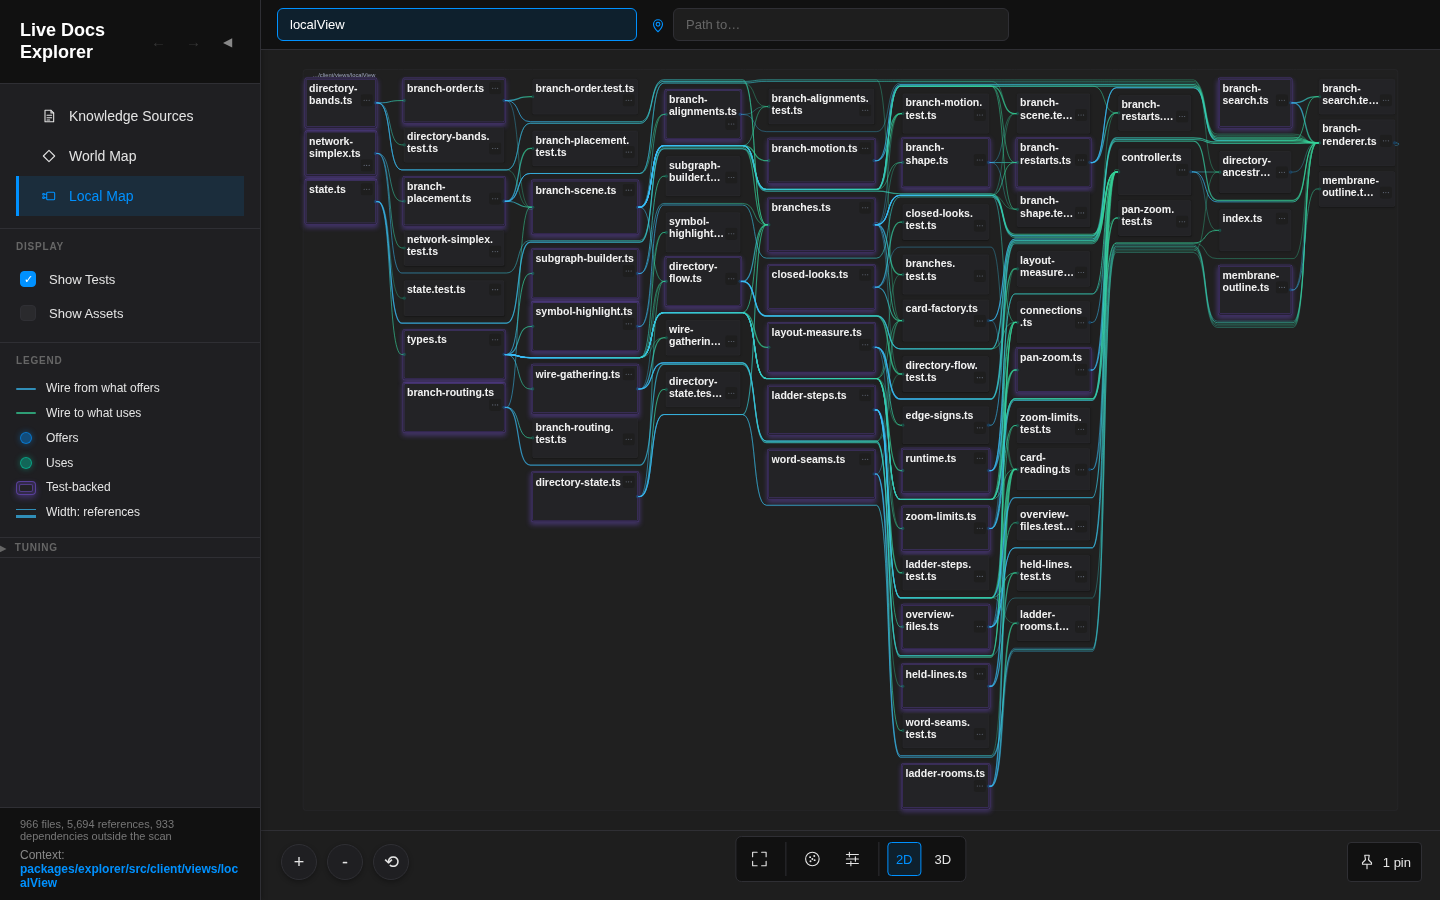 Live Docs
Explorer
← → ◀
Knowledge Sources
World Map
Local Map
DISPLAY
Show Tests
Show Assets
LEGEND
Wire from what offers
Wire to what uses
Offers
Uses
Test-backed
Width: references
TUNING
966 files, 5,694 references, 933
dependencies outside the scan
Context:
packages/explorer/src/client/views/loc
alView
localView
Path to…
…/client/views/localView
directory-
bands.ts
network-
simplex.ts
state.ts
branch-order.ts
directory-bands.
test.ts
branch-
placement.ts
network-simplex.
test.ts
state.test.ts
types.ts
branch-routing.ts
branch-order.test.ts
branch-placement.
test.ts
branch-scene.ts
subgraph-builder.ts
symbol-highlight.ts
wire-gathering.ts
branch-routing.
test.ts
directory-state.ts
branch-
alignments.ts
subgraph-
builder.t…
symbol-
highlight…
directory-
flow.ts
wire-
gatherin…
directory-
state.tes…
branch-alignments.
test.ts
branch-motion.ts
branches.ts
closed-looks.ts
layout-measure.ts
ladder-steps.ts
word-seams.ts
branch-motion.
test.ts
branch-
shape.ts
closed-looks.
test.ts
branches.
test.ts
card-factory.ts
directory-flow.
test.ts
edge-signs.ts
runtime.ts
zoom-limits.ts
ladder-steps.
test.ts
overview-
files.ts
held-lines.ts
word-seams.
test.ts
ladder-rooms.ts
branch-
scene.te…
branch-
restarts.ts
branch-
shape.te…
layout-
measure…
connections
.ts
pan-zoom.ts
zoom-limits.
test.ts
card-
reading.ts
overview-
files.test…
held-lines.
test.ts
ladder-
rooms.t…
branch-
restarts.…
controller.ts
pan-zoom.
test.ts
branch-
search.ts
directory-
ancestr…
index.ts
membrane-
outline.ts
branch-
search.te…
branch-
renderer.ts
membrane-
outline.t…
+ - ⟲
2D 3D
1 pin